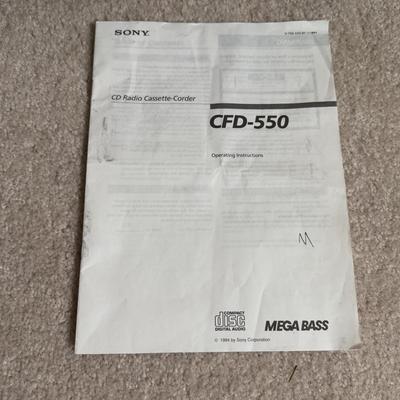 SONY
CD Radio Cassette-Corder
CFD-550
Operating Instructions
M
COMPACT
disc
DIGITAL AUDIO
MEGA BASS
© 1994 by Sony Corporation